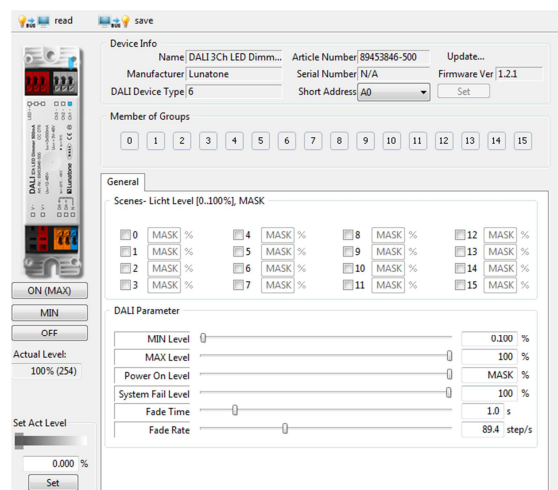 read save
Device Info
Name DALI 3Ch LED Dimm... Article Number 89453846-500 Update...
Manufacturer Lunatone Serial Number N/A Firmware Ver 1.2.1
DALI Device Type 6 Short Address A0 Set
Member of Groups
0 1 2 3 4 5 6 7 8 9 10 11 12 13 14 15
General
Scenes- Licht Level [0..100%], MASK
0 MASK % 4 MASK % 8 MASK % 12 MASK %
1 MASK % 5 MASK % 9 MASK % 13 MASK %
2 MASK % 6 MASK % 10 MASK % 14 MASK %
3 MASK % 7 MASK % 11 MASK % 15 MASK %
ON (MAX)
MIN
OFF
Actual Level:
100% (254)
DALI Parameter
MIN Level 0.100 %
MAX Level 100 %
Power On Level MASK %
System Fail Level 100 %
Fade Time 1.0 s
Fade Rate 89.4 step/s
Set Act Level
0.000 %
Set
DALI
Lunatone